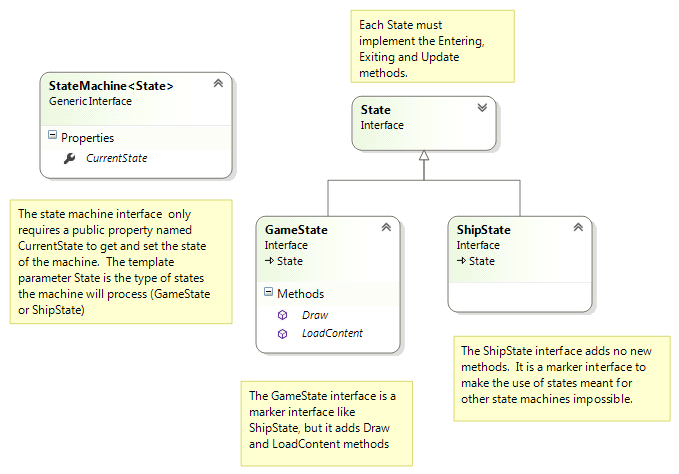 Each State must
implement the Entering,
Exiting and Update
methods.
StateMachine<State>
Generic Interface
Properties
CurrentState
State
Interface
The state machine interface only
requires a public property named
CurrentState to get and set the state
of the machine. The template
parameter State is the type of states
the machine will process (GameState
or ShipState)
GameState
Interface
State
Methods
Draw
LoadContent
ShipState
Interface
State
The ShipState interface adds no new
methods. It is a marker interface to
make the use of states meant for
other state machines impossible.
The GameState interface is a
marker interface like
ShipState, but it adds Draw
and LoadContent methods